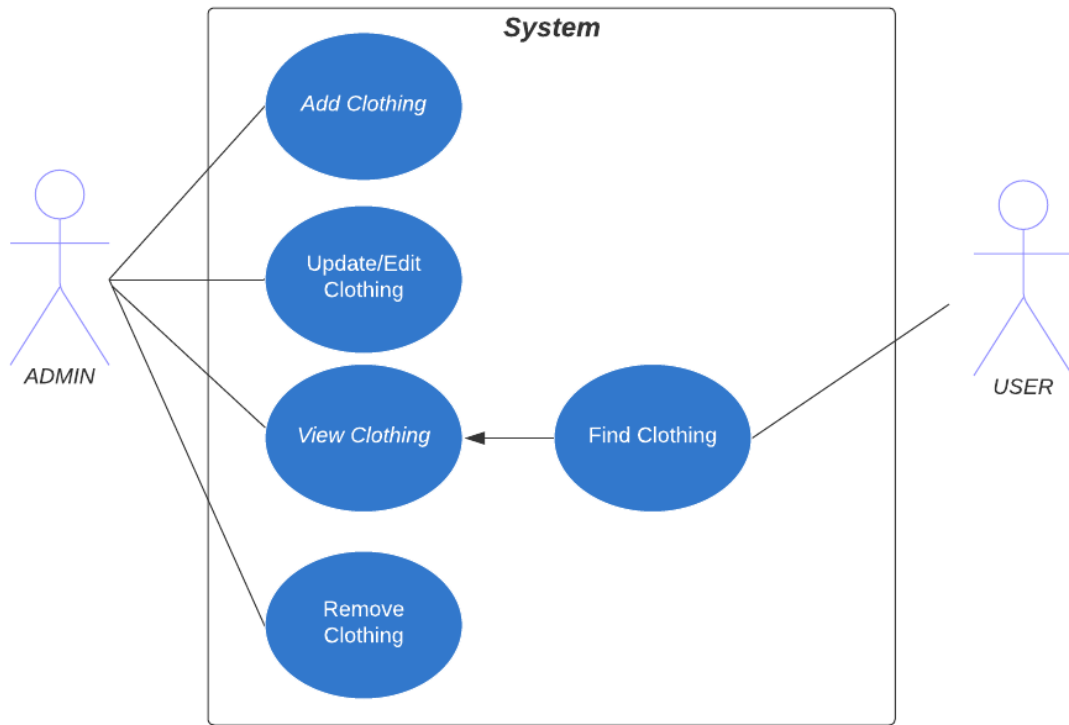 System
Add Clothing
Update/Edit
Clothing
ADMIN
View Clothing
Find Clothing
USER
Remove
Clothing